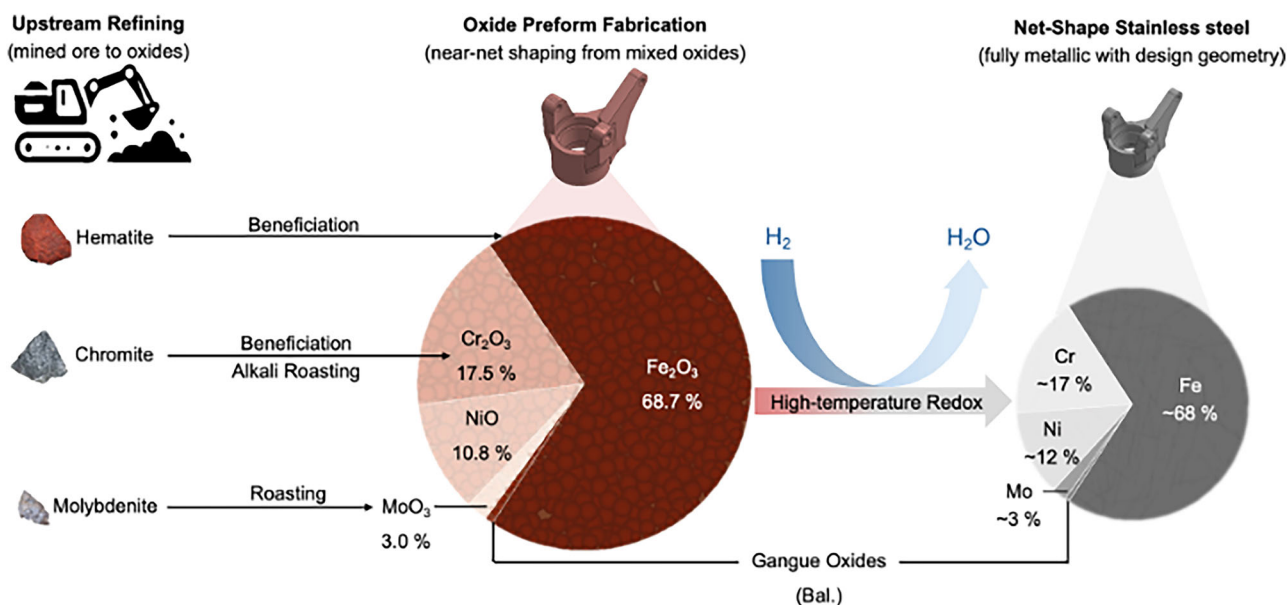 Upstream Refining
(mined ore to oxides)
Oxide Preform Fabrication
(near-net shaping from mixed oxides)
Net-Shape Stainless steel
(fully metallic with design geometry)
Hematite
Beneficiation
Chromite
Beneficiation
Alkali Roasting
Molybdenite
Roasting
Cr₂O₃
17.5 %
NiO
10.8 %
MoO₃
3.0 %
Fe₂O₃
68.7 %
H₂
H₂O
High-temperature Redox
Cr
~17 %
Ni
~12 %
Mo
~3 %
Fe
~68 %
Gangue Oxides
(Bal.)